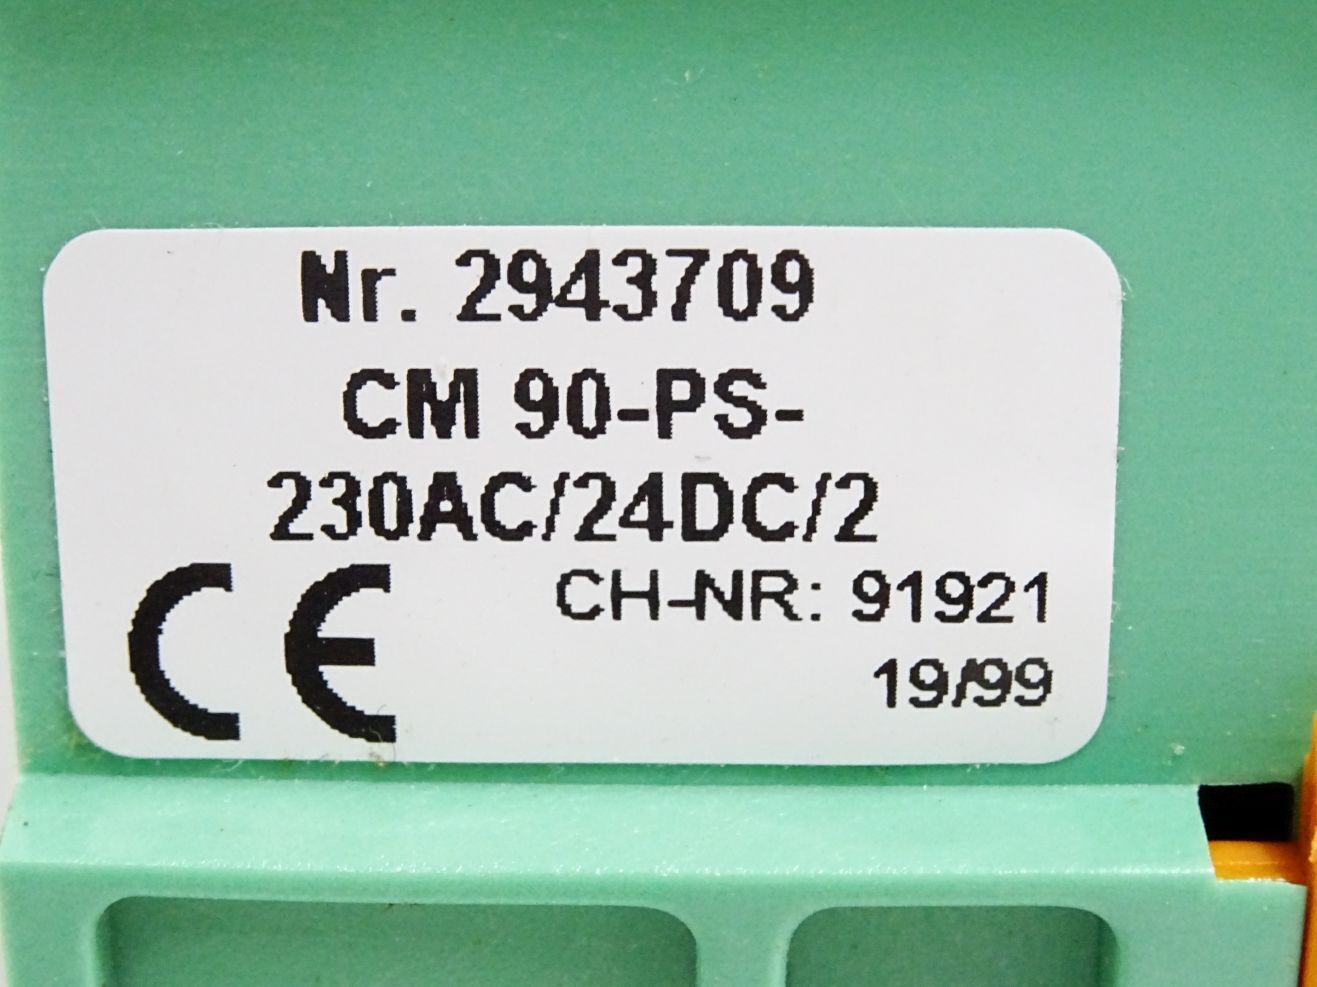 Nr. 2943709
CM 90-PS-
230AC/24DC/2
CE CH-NR: 91921
19/99